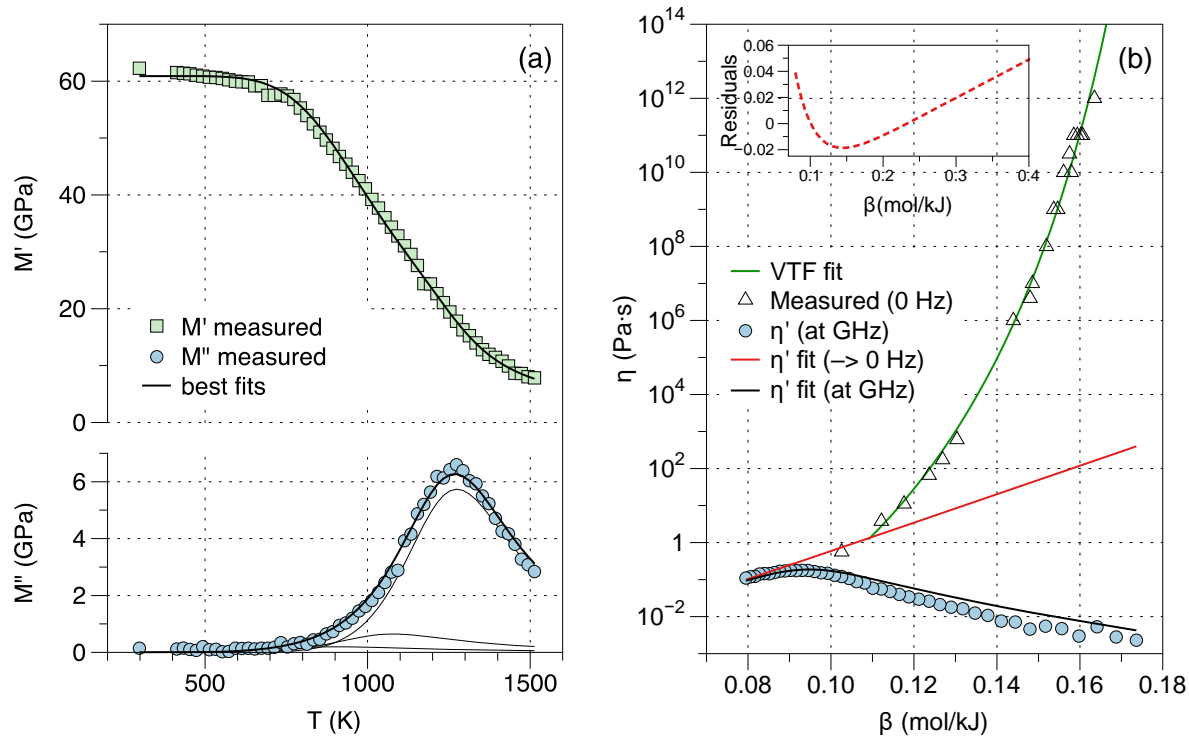 (a)
M' (GPa)
60
40
20
0
M' measured
M'' measured
best fits
M'' (GPa)
6
4
2
0
500
1000
1500
T (K)
(b)
η (Pa·s)
10^14
10^12
10^10
10^8
10^6
10^4
10^2
1
10^−2
Residuals
0.06
0.04
0.02
0
−0.02
0.1
0.2
0.3
0.4
β(mol/kJ)
VTF fit
Measured (0 Hz)
η' (at GHz)
η' fit (−> 0 Hz)
η' fit (at GHz)
0.08
0.10
0.12
0.14
0.16
0.18
β (mol/kJ)